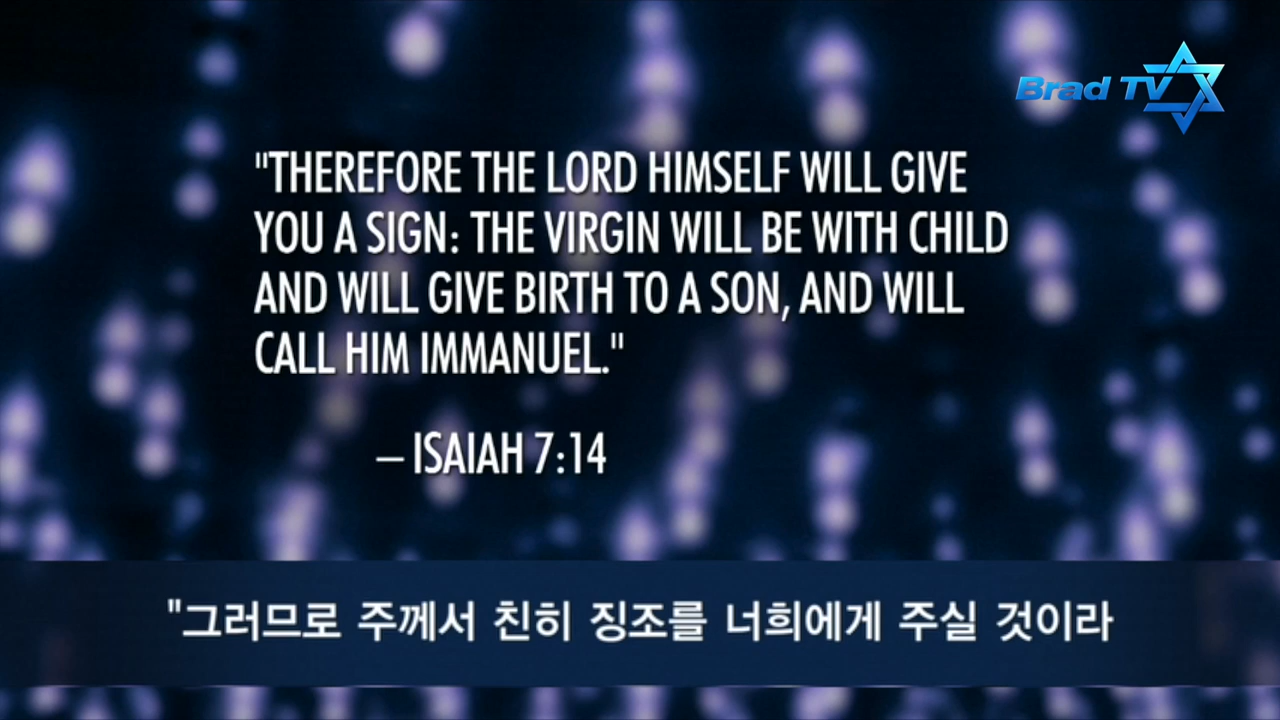 Brad TV
"THEREFORE THE LORD HIMSELF WILL GIVE
YOU A SIGN: THE VIRGIN WILL BE WITH CHILD
AND WILL GIVE BIRTH TO A SON, AND WILL
CALL HIM IMMANUEL."
– ISAIAH 7:14
"그러므로 주께서 친히 징조를 너희에게 주실 것이라